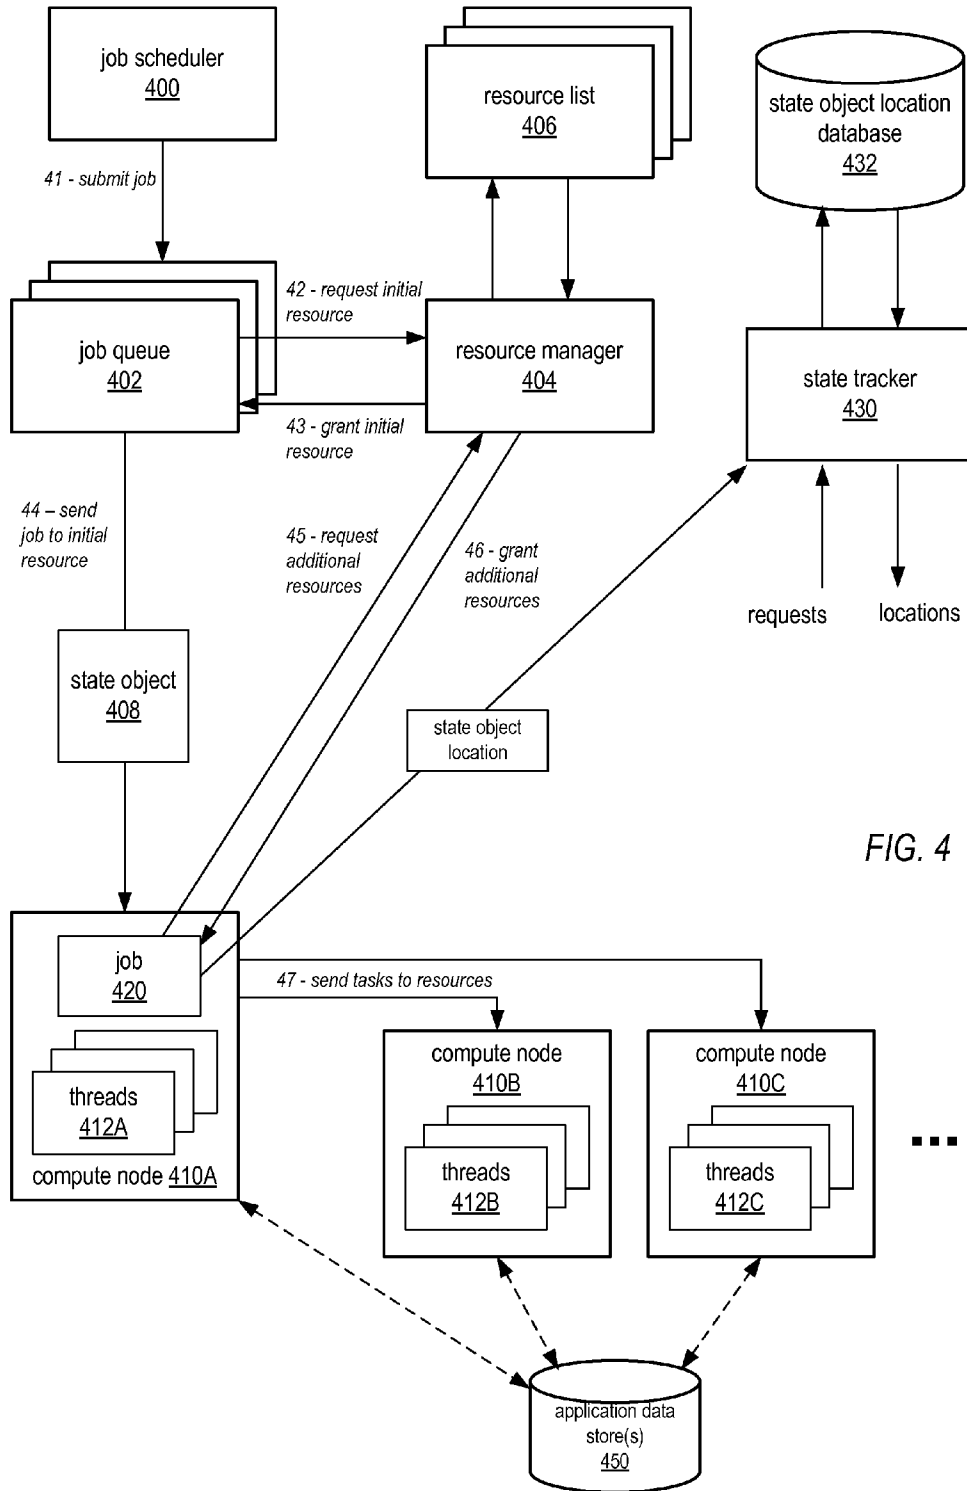 job scheduler
400
resource list
406
state object location
database
432
41 - submit job
42 - request initial
resource
job queue
402
resource manager
404
state tracker
430
43 - grant initial
resource
44 – send
job to initial
resource
45 - request
additional
resources
46 - grant
additional
resources
requests
locations
state object
408
state object
location
FIG. 4
job
420
47 - send tasks to resources
threads
412A
compute node 410A
compute node
410B
threads
412B
compute node
410C
threads
412C
...
application data
store(s)
450